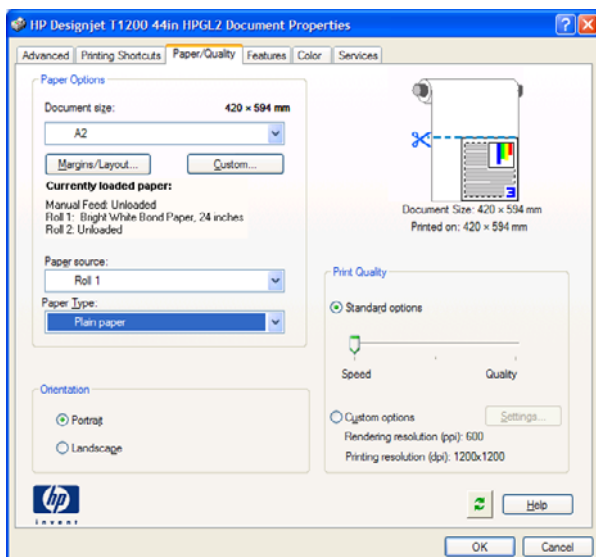 HP Designjet T1200 44in HPGL2 Document Properties
Advanced Printing Shortcuts Paper/Quality Features Color Services
Paper Options
Document size: 420 × 594 mm
A2
Margins/Layout... Custom...
Currently loaded paper:
Manual Feed: Unloaded
Roll 1: Bright White Bond Paper, 24 inches
Roll 2: Unloaded
Paper source:
Roll 1
Paper Type:
Plain paper
Orientation
Portrait
Landscape
3
Document Size: 420 × 594 mm
Printed on: 420 × 594 mm
Print Quality
Standard options
Speed Quality
Custom options Settings...
Rendering resolution (ppi): 600
Printing resolution (dpi): 1200x1200
hp
invent
Help
OK Cancel